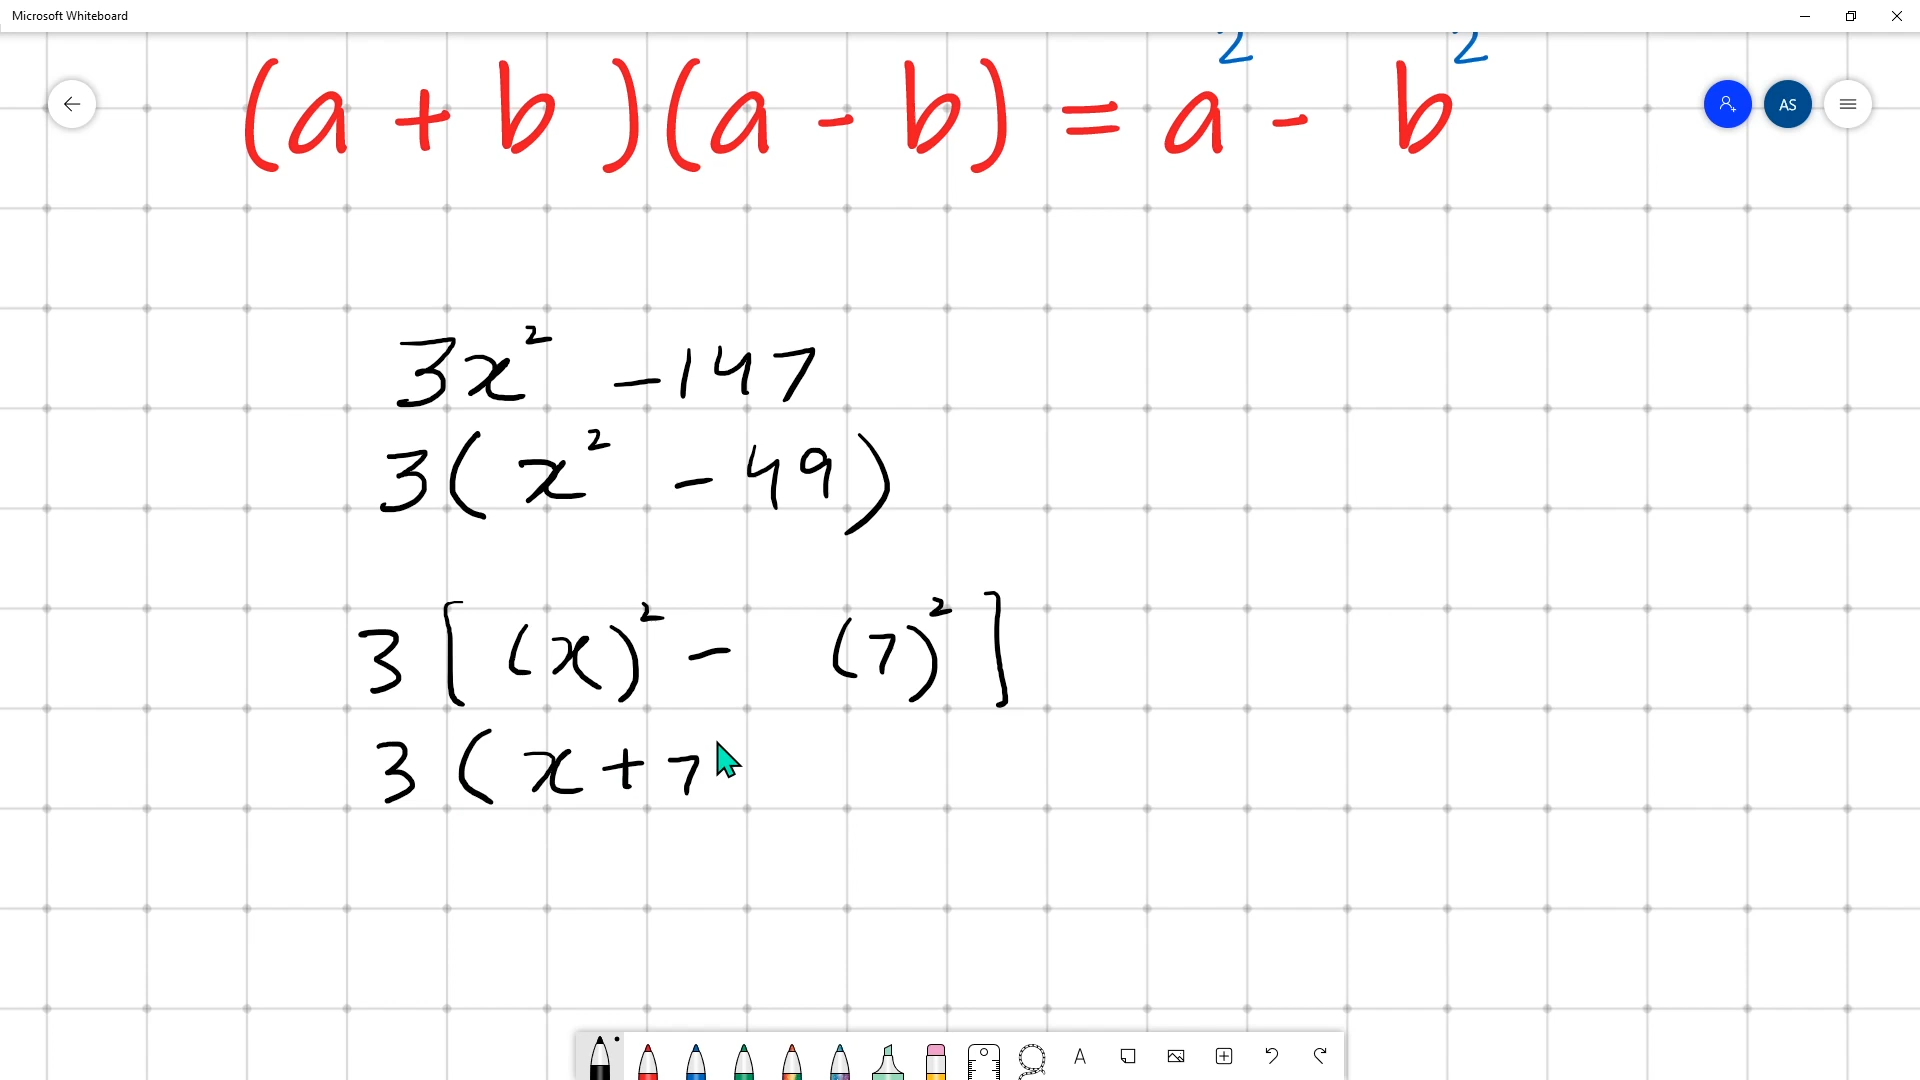 Microsoft Whiteboard
(a + b)(a - b) = a² - b²
AS
3x² - 147
3(x² - 49)
3[(x)² - (7)²]
3(x + 7
A